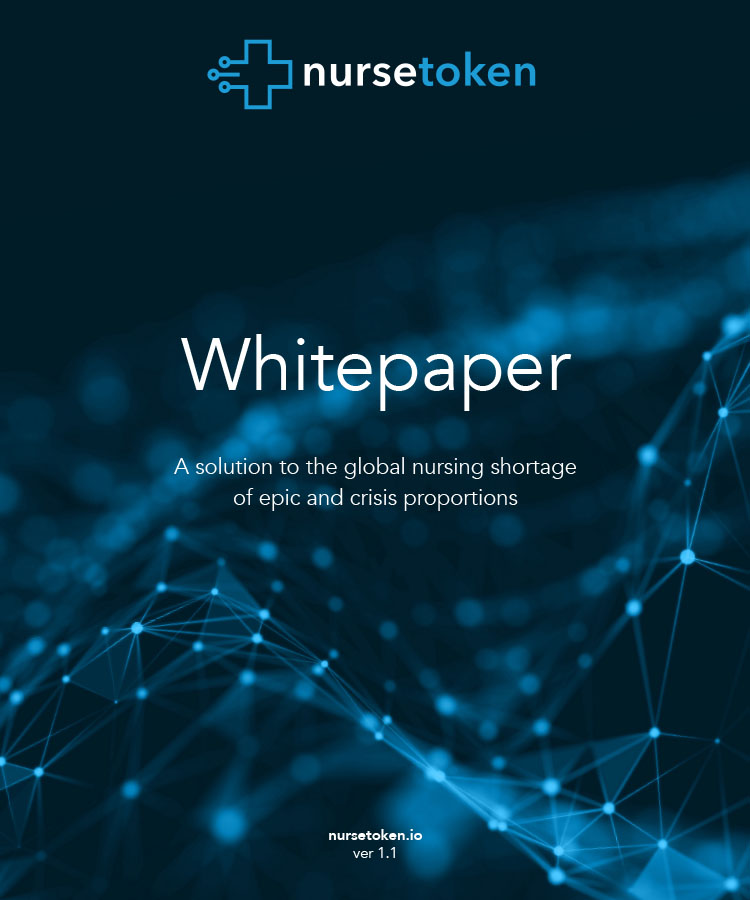 nursetoken
Whitepaper
A solution to the global nursing shortage
of epic and crisis proportions
nursetoken.io
ver 1.1